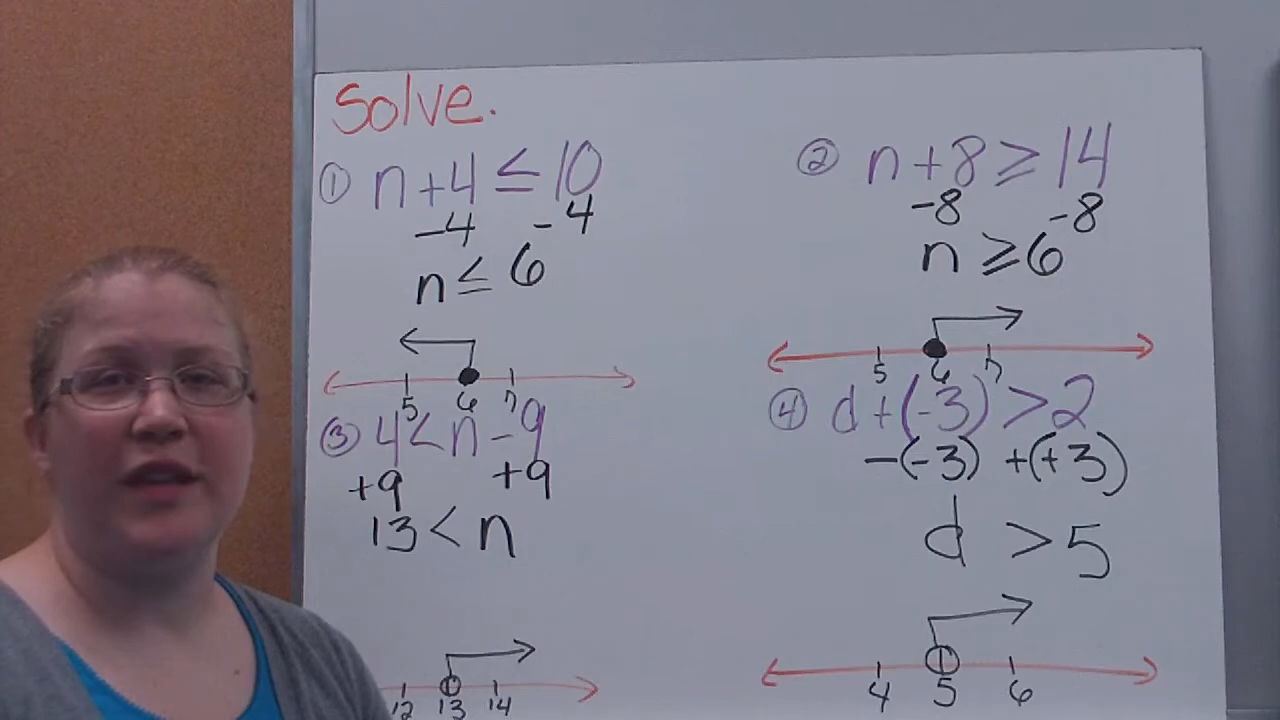 Solve.
① n+4 ≤ 10
-4 -4
n ≤ 6
5 6 7
② n+8 ≥ 14
-8 -8
n ≥ 6
5 6 7
③ 4 < n - 9
+9 +9
13 < n
12 13 14
④ d+(-3) > 2
-(-3) +(+3)
d > 5
4 5 6